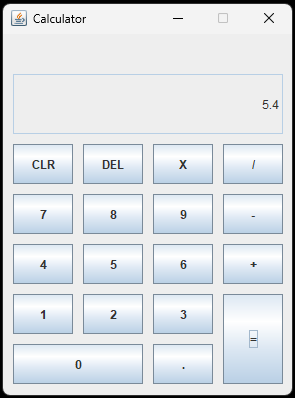 Calculator
5.4
CLR DEL X /
7 8 9 -
4 5 6 +
1 2 3
=
0 .